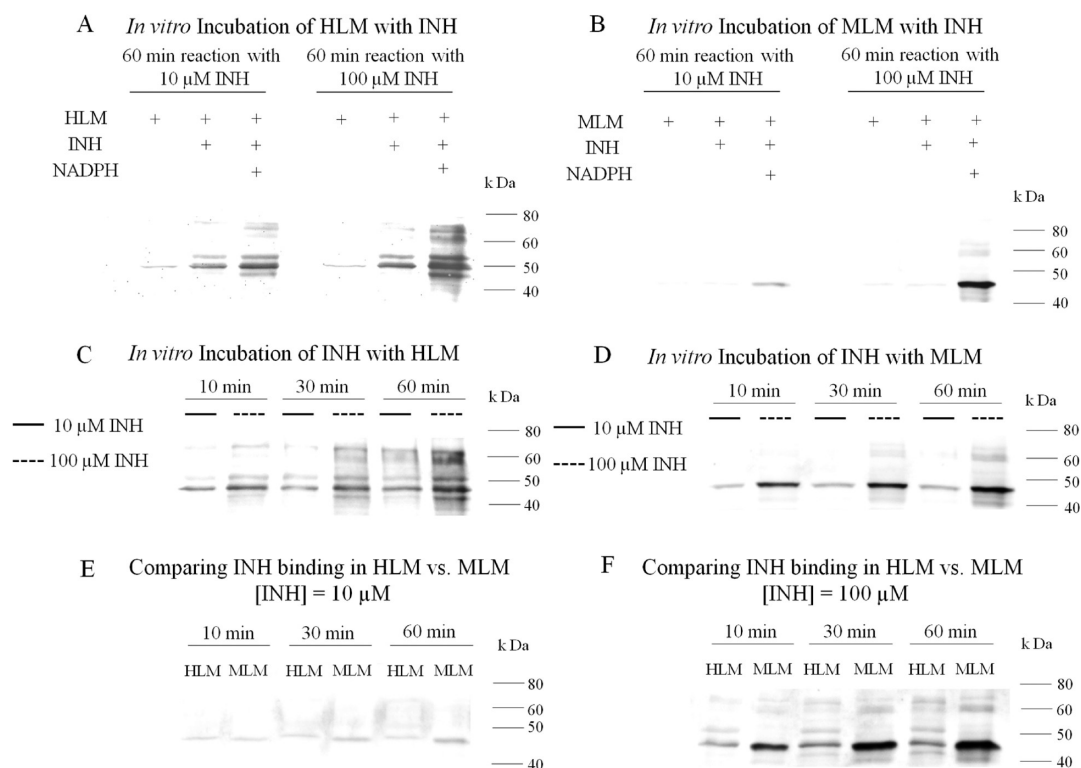 A In vitro Incubation of HLM with INH
60 min reaction with 60 min reaction with
10 µM INH 100 µM INH
HLM + + + + + +
INH + + + +
NADPH + +
k Da
80
60
50
40
B In vitro Incubation of MLM with INH
60 min reaction with 60 min reaction with
10 µM INH 100 µM INH
MLM + + + + + +
INH + + + +
NADPH + +
k Da
80
60
50
40
C In vitro Incubation of INH with HLM
10 min 30 min 60 min
k Da
10 µM INH
100 µM INH
80
60
50
40
D In vitro Incubation of INH with MLM
10 min 30 min 60 min
k Da
10 µM INH
100 µM INH
80
60
50
40
E Comparing INH binding in HLM vs. MLM
[INH] = 10 µM
10 min 30 min 60 min
k Da
HLM MLM HLM MLM HLM MLM
80
60
50
40
F Comparing INH binding in HLM vs. MLM
[INH] = 100 µM
10 min 30 min 60 min
k Da
HLM MLM HLM MLM HLM MLM
80
60
50
40